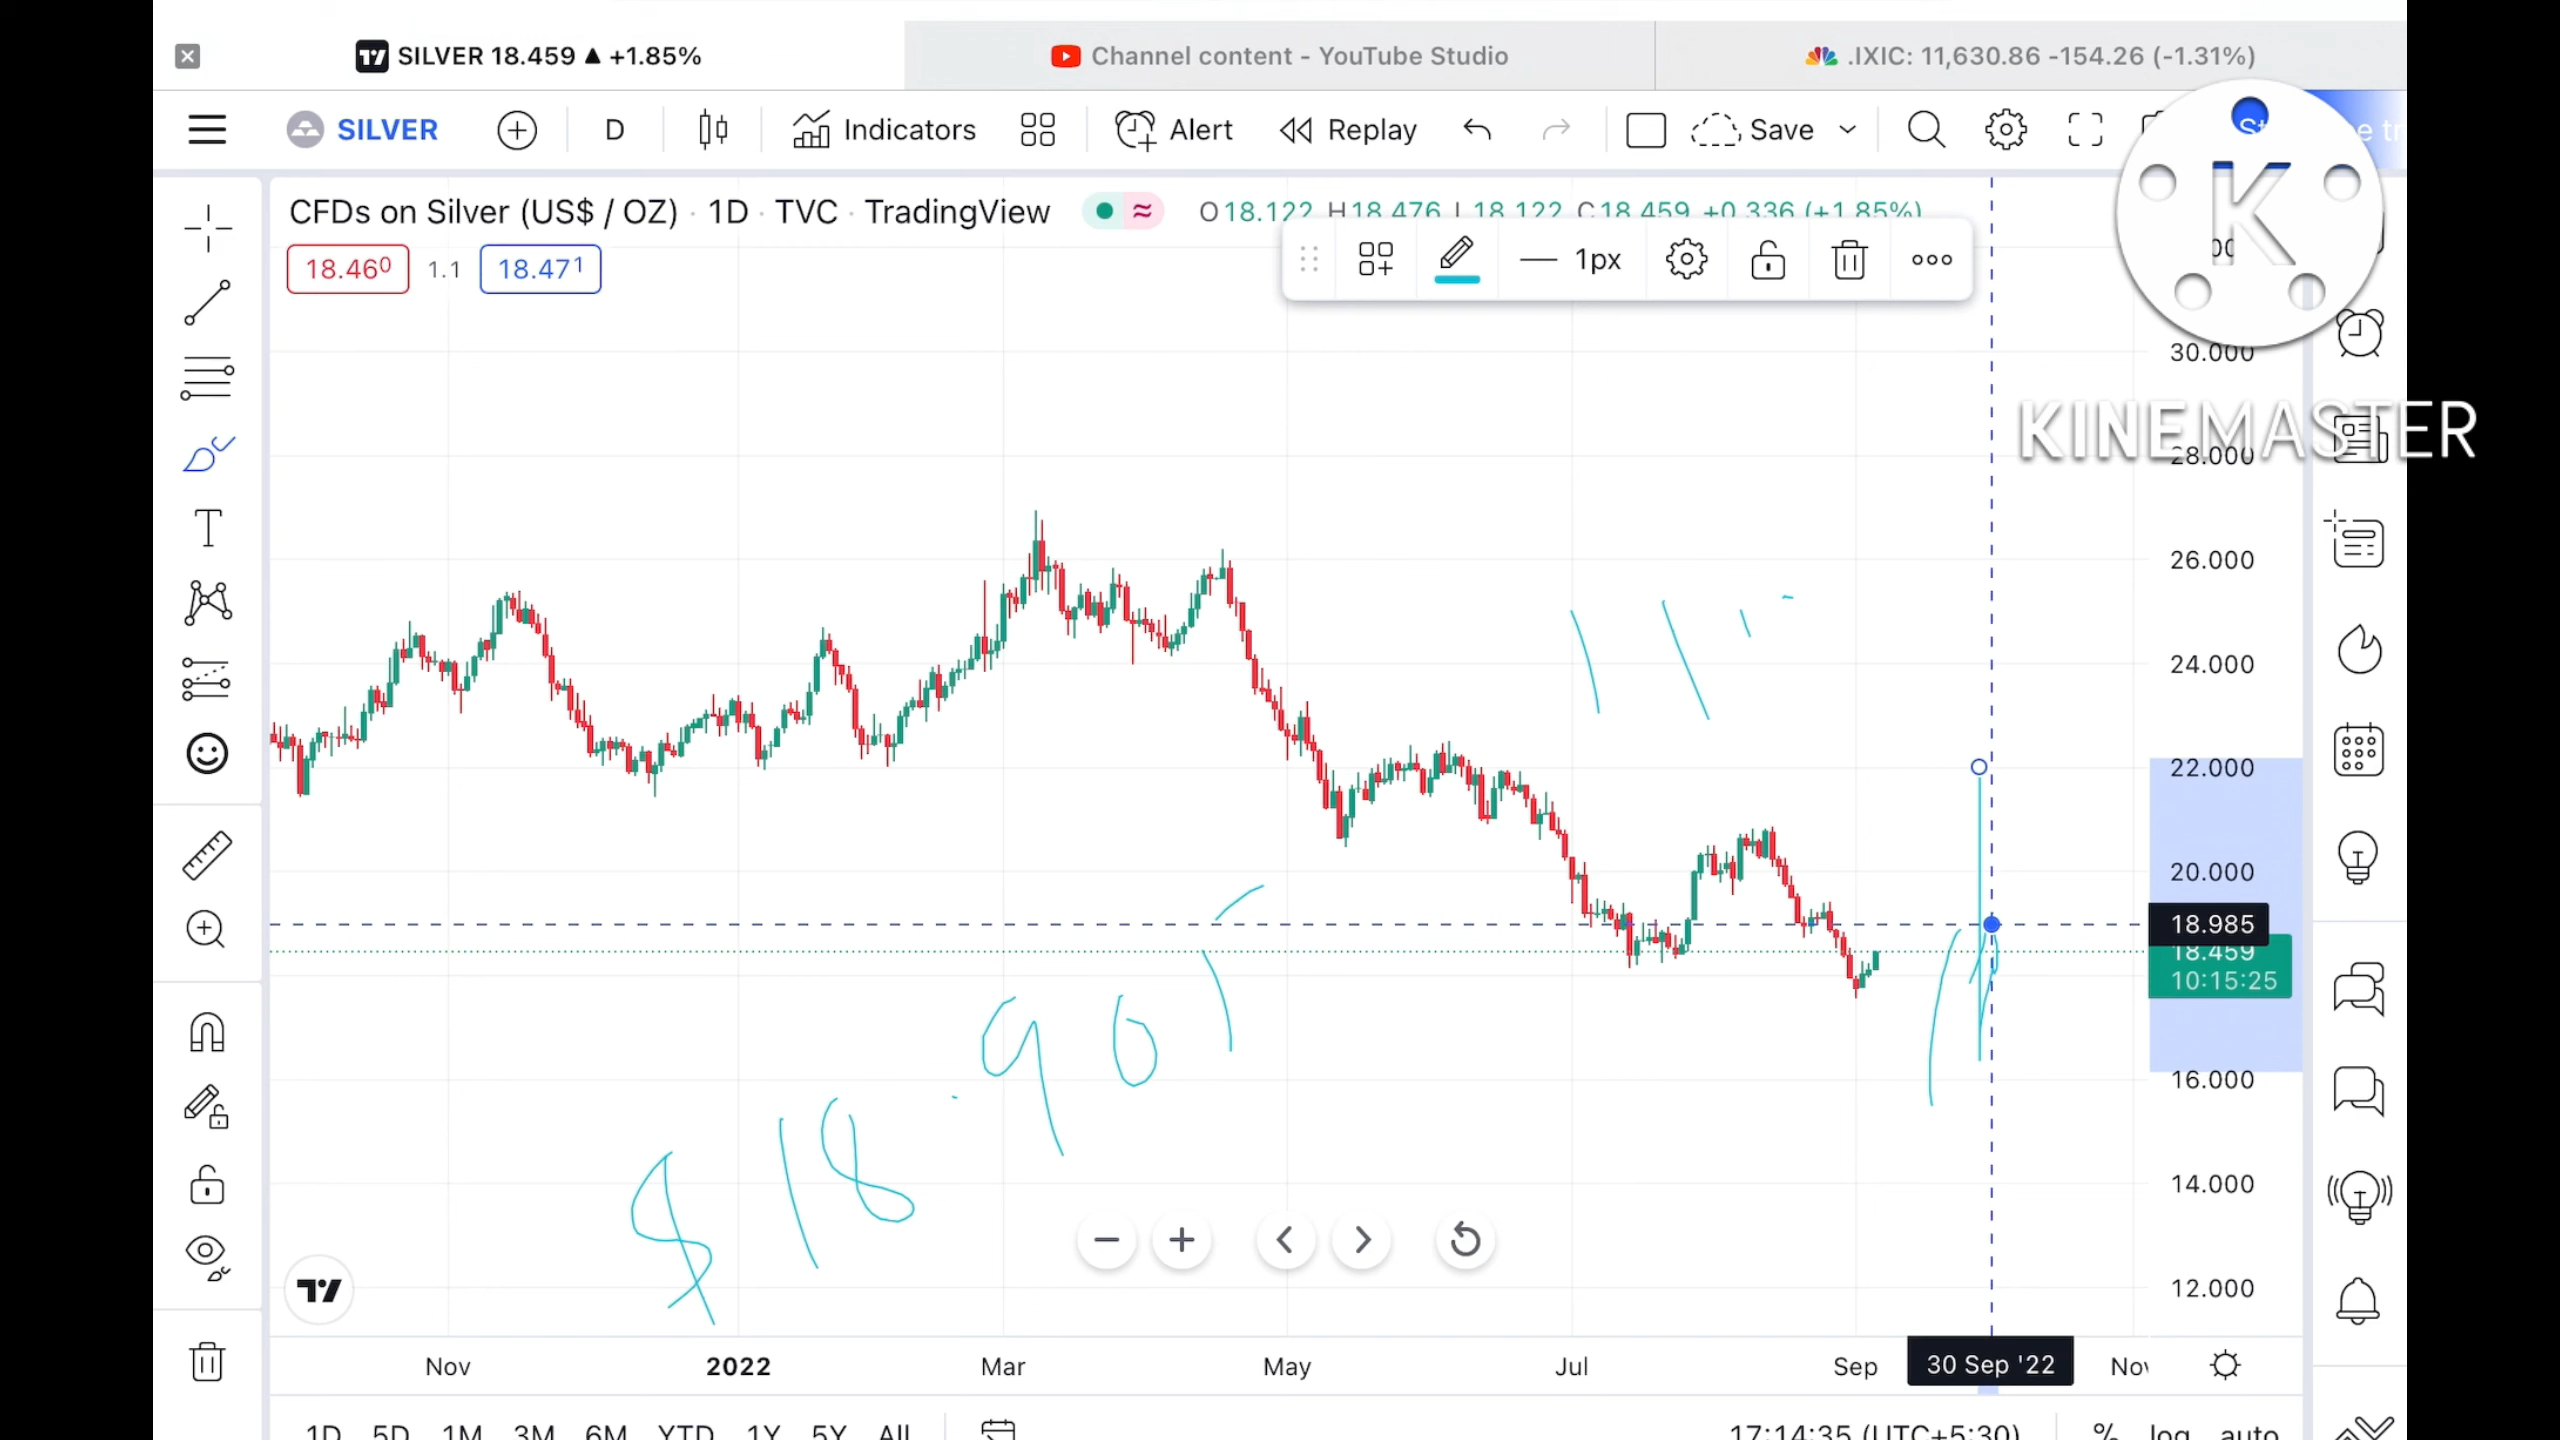 SILVER 18.459 ▲ +1.85%
Channel content - YouTube Studio
.IXIC: 11,630.86 -154.26 (-1.31%)
SILVER
D
Indicators
Alert
Replay
Save
CFDs on Silver (US$ / OZ) · 1D · TVC · TradingView
O18.122 H18.476 L18.122 C18.459 +0.336 (+1.85%)
18.460
1.1
18.471
1px
K
KINEMASTER
30.000
28.000
26.000
24.000
22.000
20.000
18.985
18.459
10:15:25
16.000
14.000
12.000
$ 18.90
Nov
2022
Mar
May
Jul
Sep
30 Sep '22
Nov
1D
5D
1M
3M
6M
YTD
1Y
5Y
All
17:14:35 (UTC+5:30)
%
log
auto